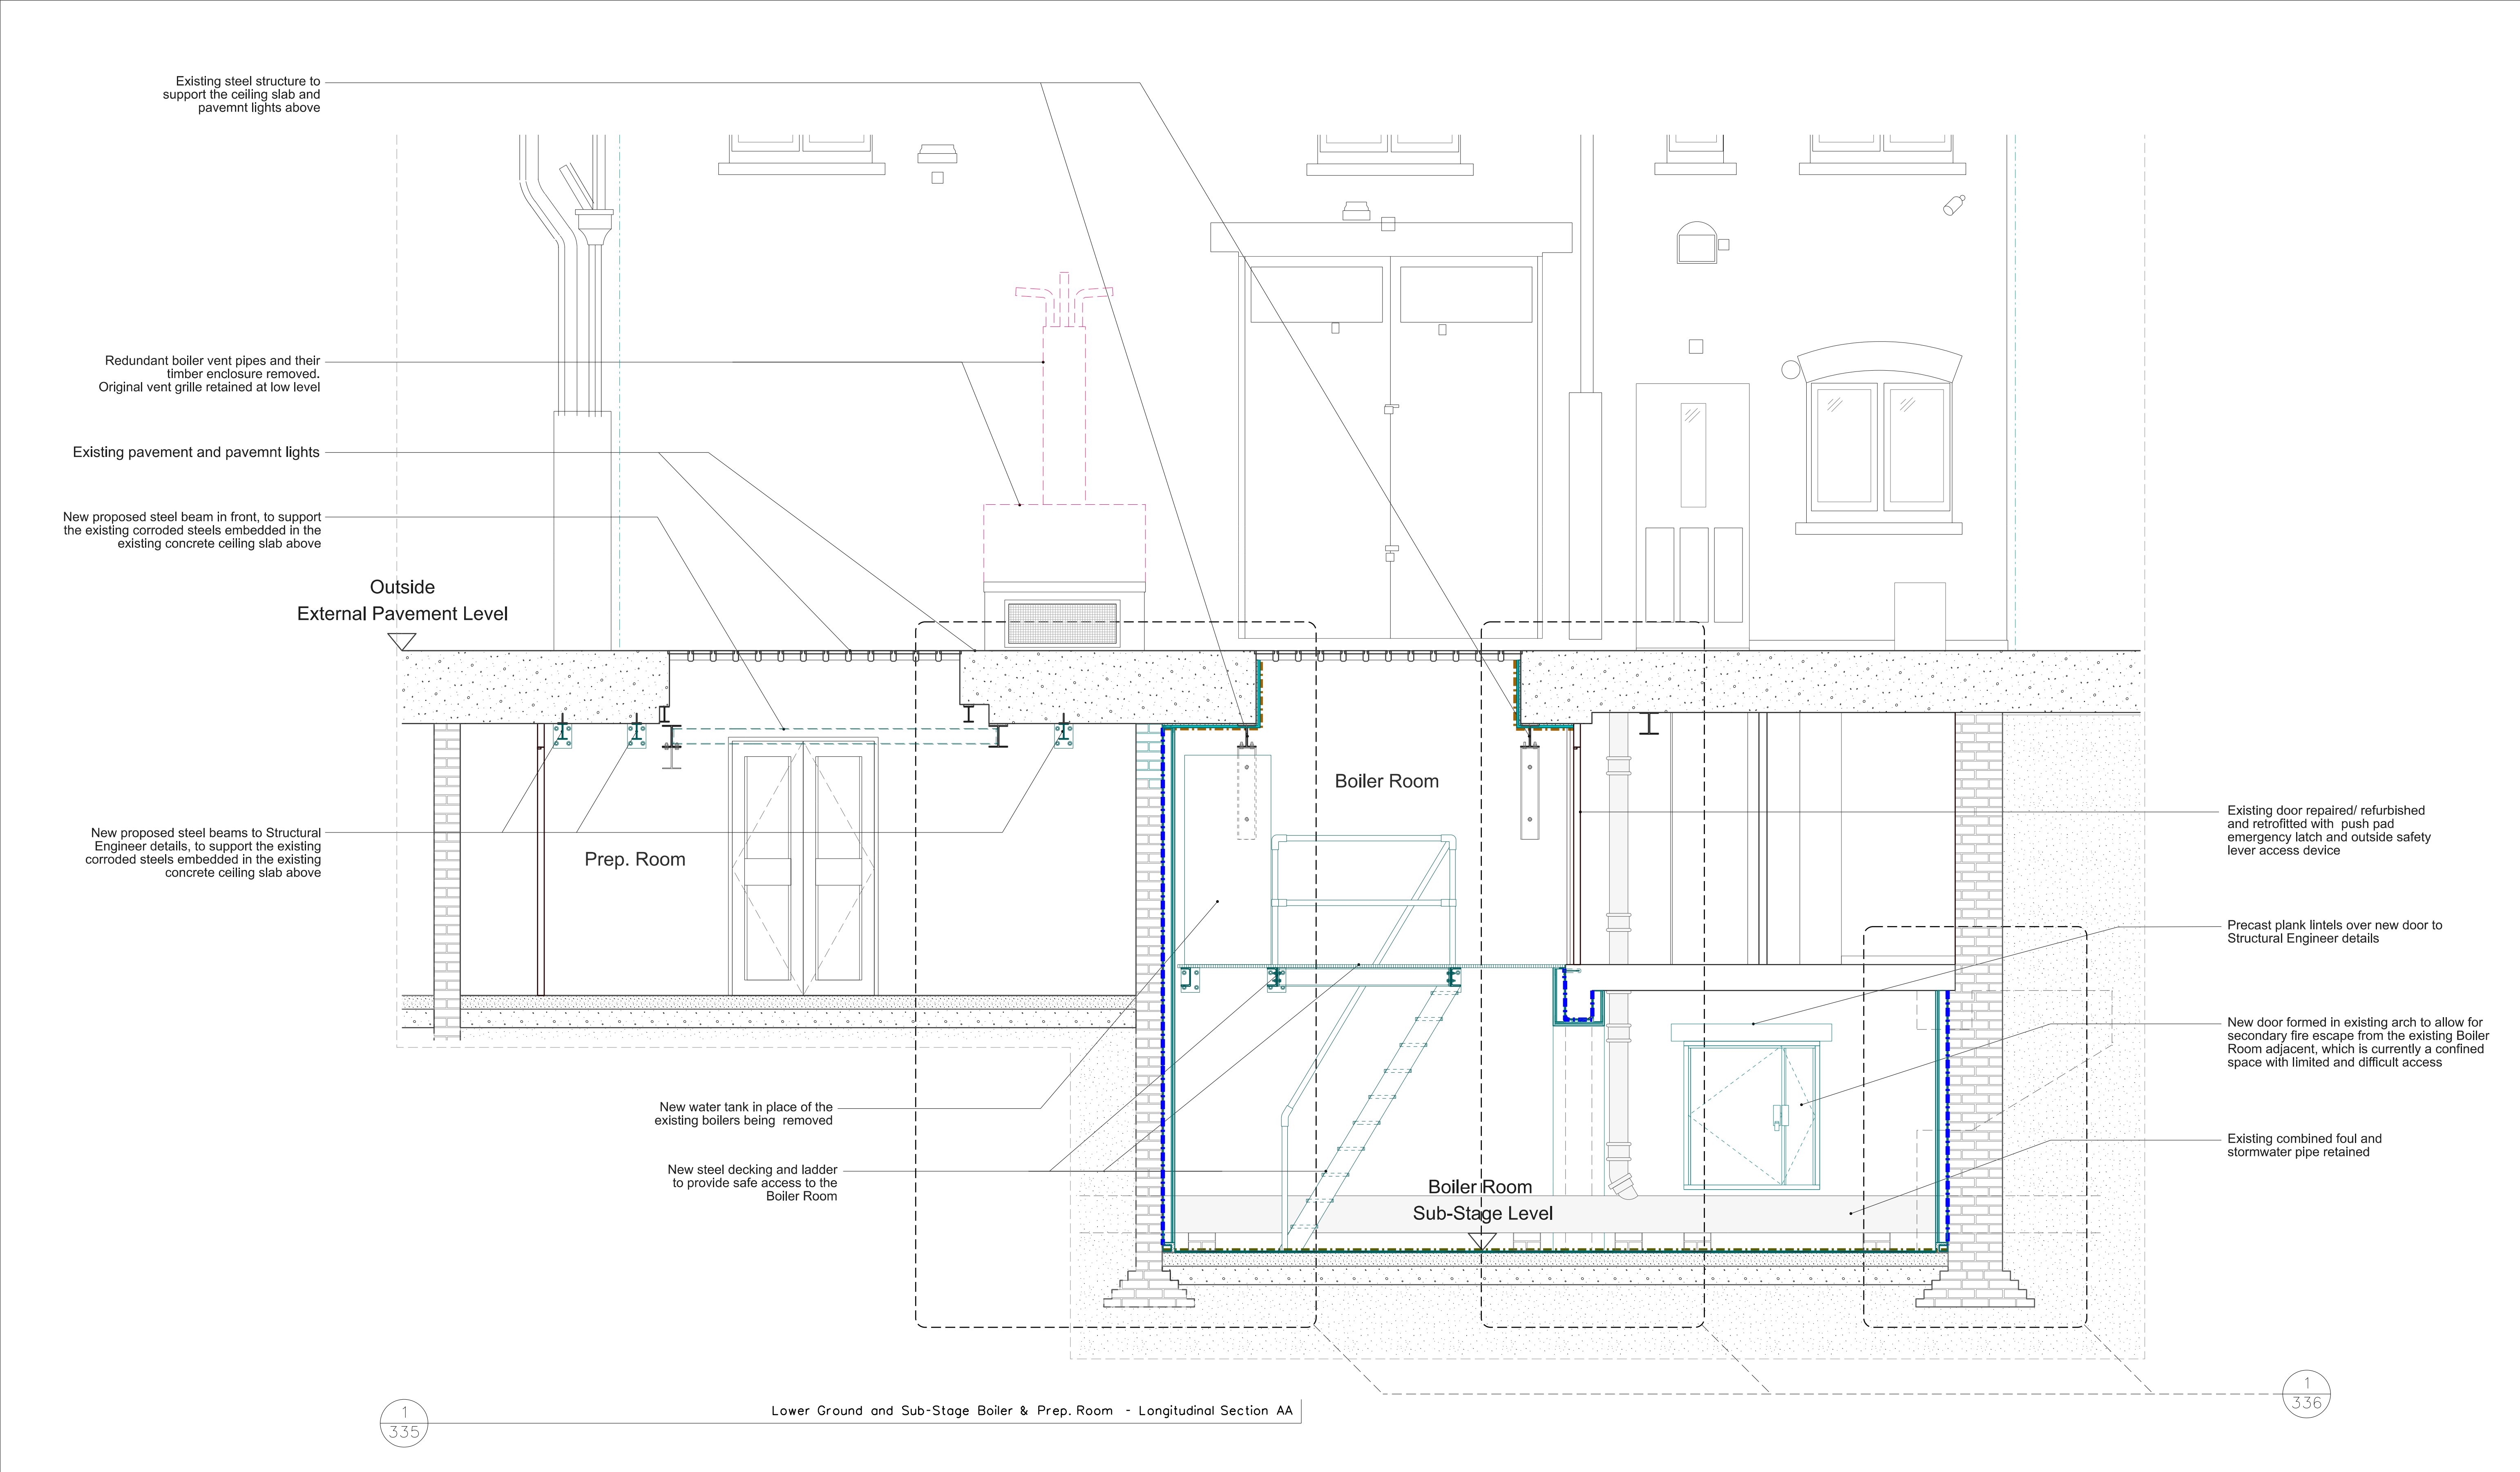 Existing steel structure to
support the ceiling slab and
pavemnt lights above
Redundant boiler vent pipes and their
timber enclosure removed.
Original vent grille retained at low level
Existing pavement and pavemnt lights
New proposed steel beam in front, to support
the existing corroded steels embedded in the
existing concrete ceiling slab above
Outside
External Pavement Level
New proposed steel beams to Structural
Engineer details, to support the existing
corroded steels embedded in the existing
concrete ceiling slab above
Prep. Room
Boiler Room
Existing door repaired/ refurbished
and retrofitted with push pad
emergency latch and outside safety
lever access device
Precast plank lintels over new door to
Structural Engineer details
New door formed in existing arch to allow for
secondary fire escape from the existing Boiler
Room adjacent, which is currently a confined
space with limited and difficult access
Existing combined foul and
stormwater pipe retained
New water tank in place of the
existing boilers being removed
New steel decking and ladder
to provide safe access to the
Boiler Room
Boiler Room
Sub-Stage Level
1
335
Lower Ground and Sub-Stage Boiler & Prep. Room - Longitudinal Section AA
1
336